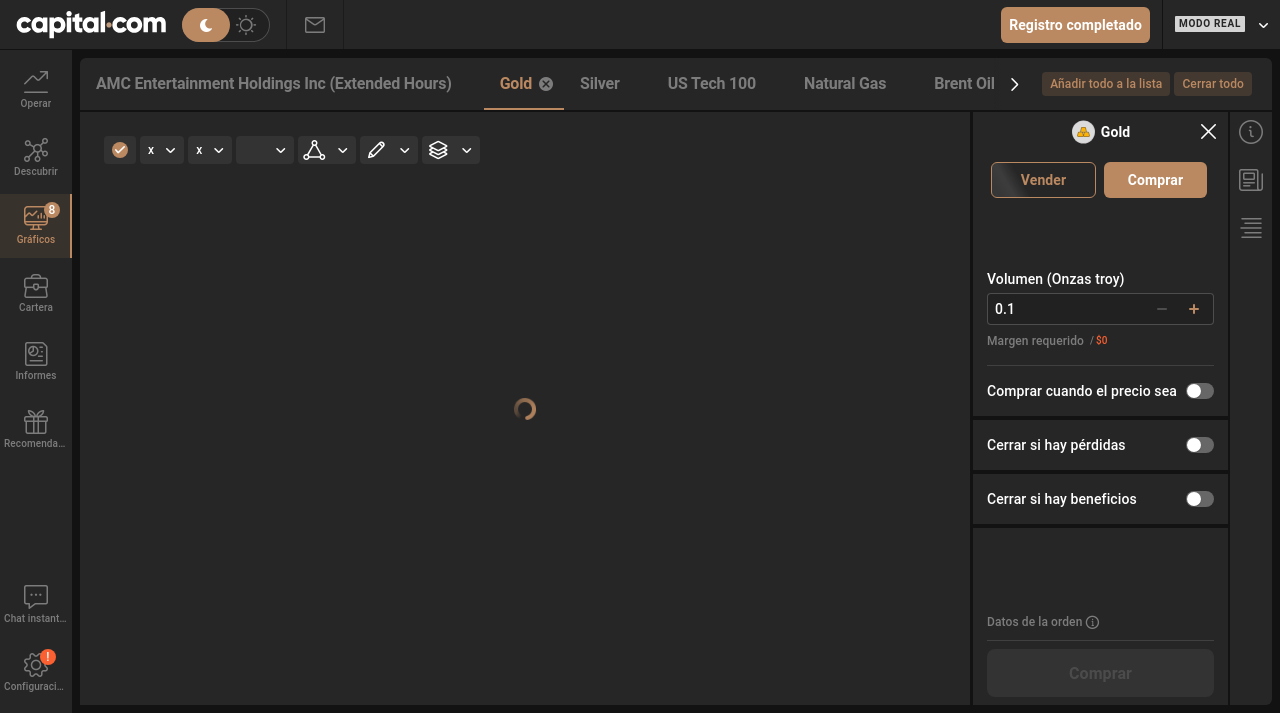 capital.com
Registro completado
MODO REAL
Operar
Descubrir
8
Gráficos
Cartera
Informes
Recomenda...
Chat instant...
!
Configuraci...
AMC Entertainment Holdings Inc (Extended Hours)
Gold
Silver
US Tech 100
Natural Gas
Brent Oil
Añadir todo a la lista
Cerrar todo
x
x
Gold
Vender
Comprar
Volumen (Onzas troy)
0.1
Margen requerido / $0
Comprar cuando el precio sea
Cerrar si hay pérdidas
Cerrar si hay beneficios
Datos de la orden
Comprar